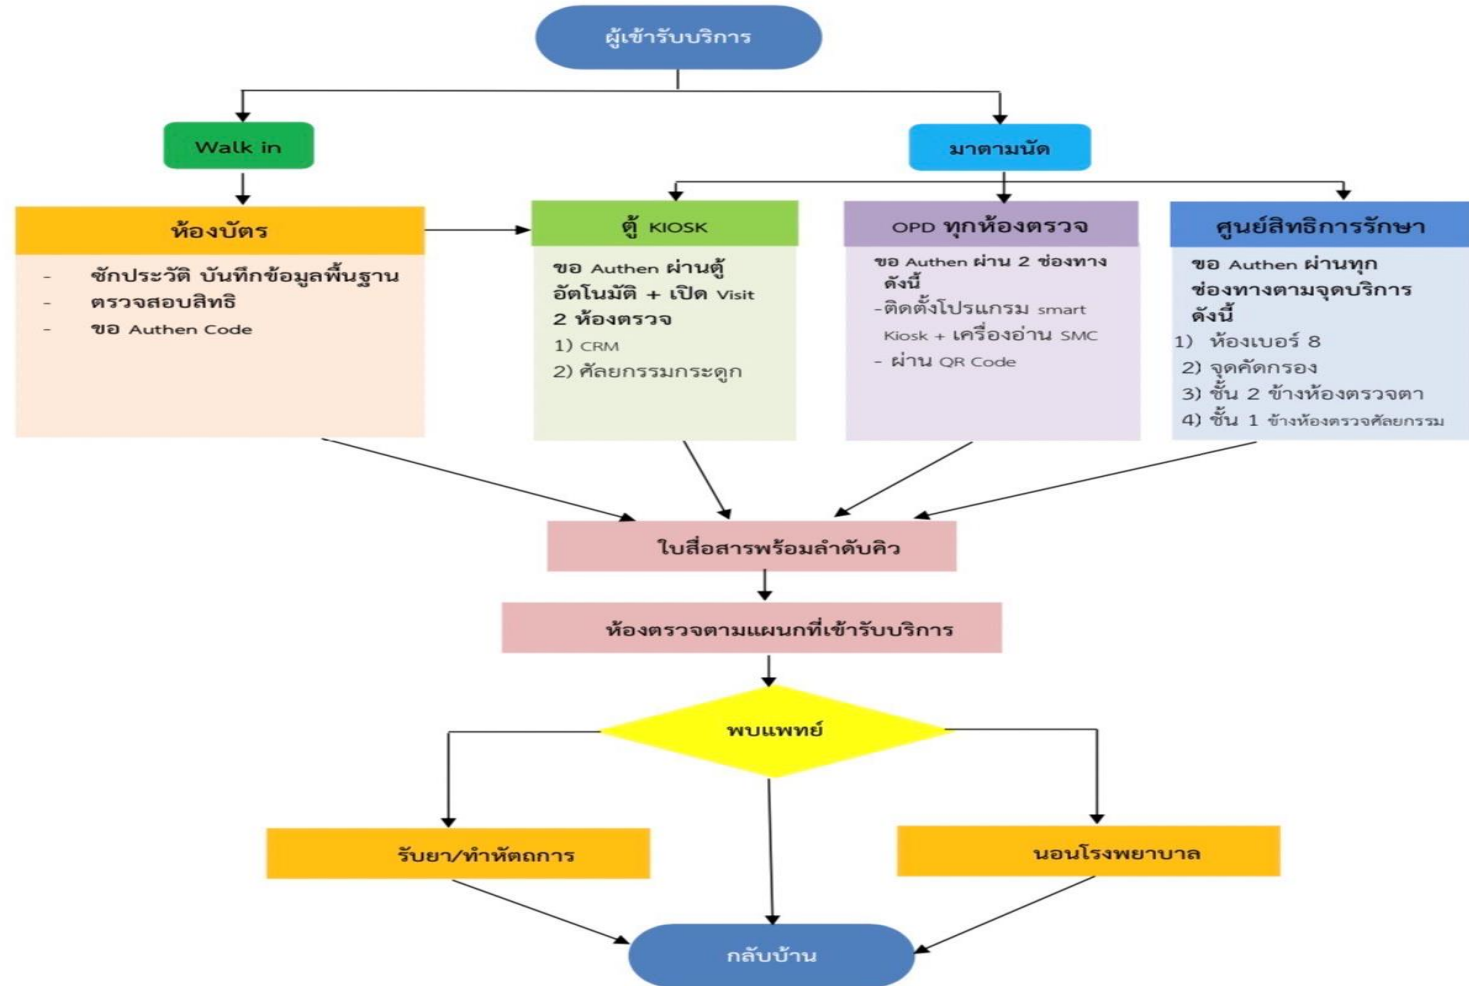 ผู้เข้ารับบริการ
Walk in
มาตามนัด
ห้องบัตร
- ซักประวัติ บันทึกข้อมูลพื้นฐาน
- ตรวจสอบสิทธิ
- ขอ Authen Code
ตู้ KIOSK
ขอ Authen ผ่านตู้
อัตโนมัติ + เปิด Visit
2 ห้องตรวจ
1) CRM
2) ศัลยกรรมกระดูก
OPD ทุกห้องตรวจ
ขอ Authen ผ่าน 2 ช่องทาง
ดังนี้
-ติดตั้งโปรแกรม smart
Kiosk + เครื่องอ่าน SMC
- ผ่าน QR Code
ศูนย์สิทธิการรักษา
ขอ Authen ผ่านทุก
ช่องทางตามจุดบริการ
ดังนี้
1) ห้องเบอร์ 8
2) จุดคัดกรอง
3) ชั้น 2 ข้างห้องตรวจตา
4) ชั้น 1 ข้างห้องตรวจศัลยกรรม
ใบสื่อสารพร้อมลำดับคิว
ห้องตรวจตามแผนกที่เข้ารับบริการ
พบแพทย์
รับยา/ทำหัตถการ
นอนโรงพยาบาล
กลับบ้าน